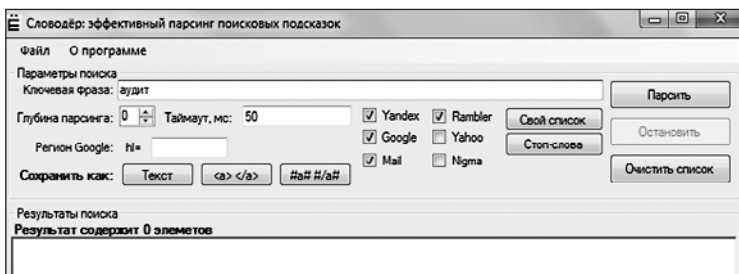 Ё Словодёр: эффективный парсинг поисковых подсказок
Файл О программе
Параметры поиска
Ключевая фраза: аудит
Парсить
Глубина парсинга: 0 Таймаут, мс: 50
Yandex Rambler Свой список
Остановить
Google Yahoo Стоп-слова
Регион Google: hl=
Mail Nigma
Очистить список
Сохранить как: Текст <a> </a> #a# #/a#
Результаты поиска
Результат содержит 0 элеметов